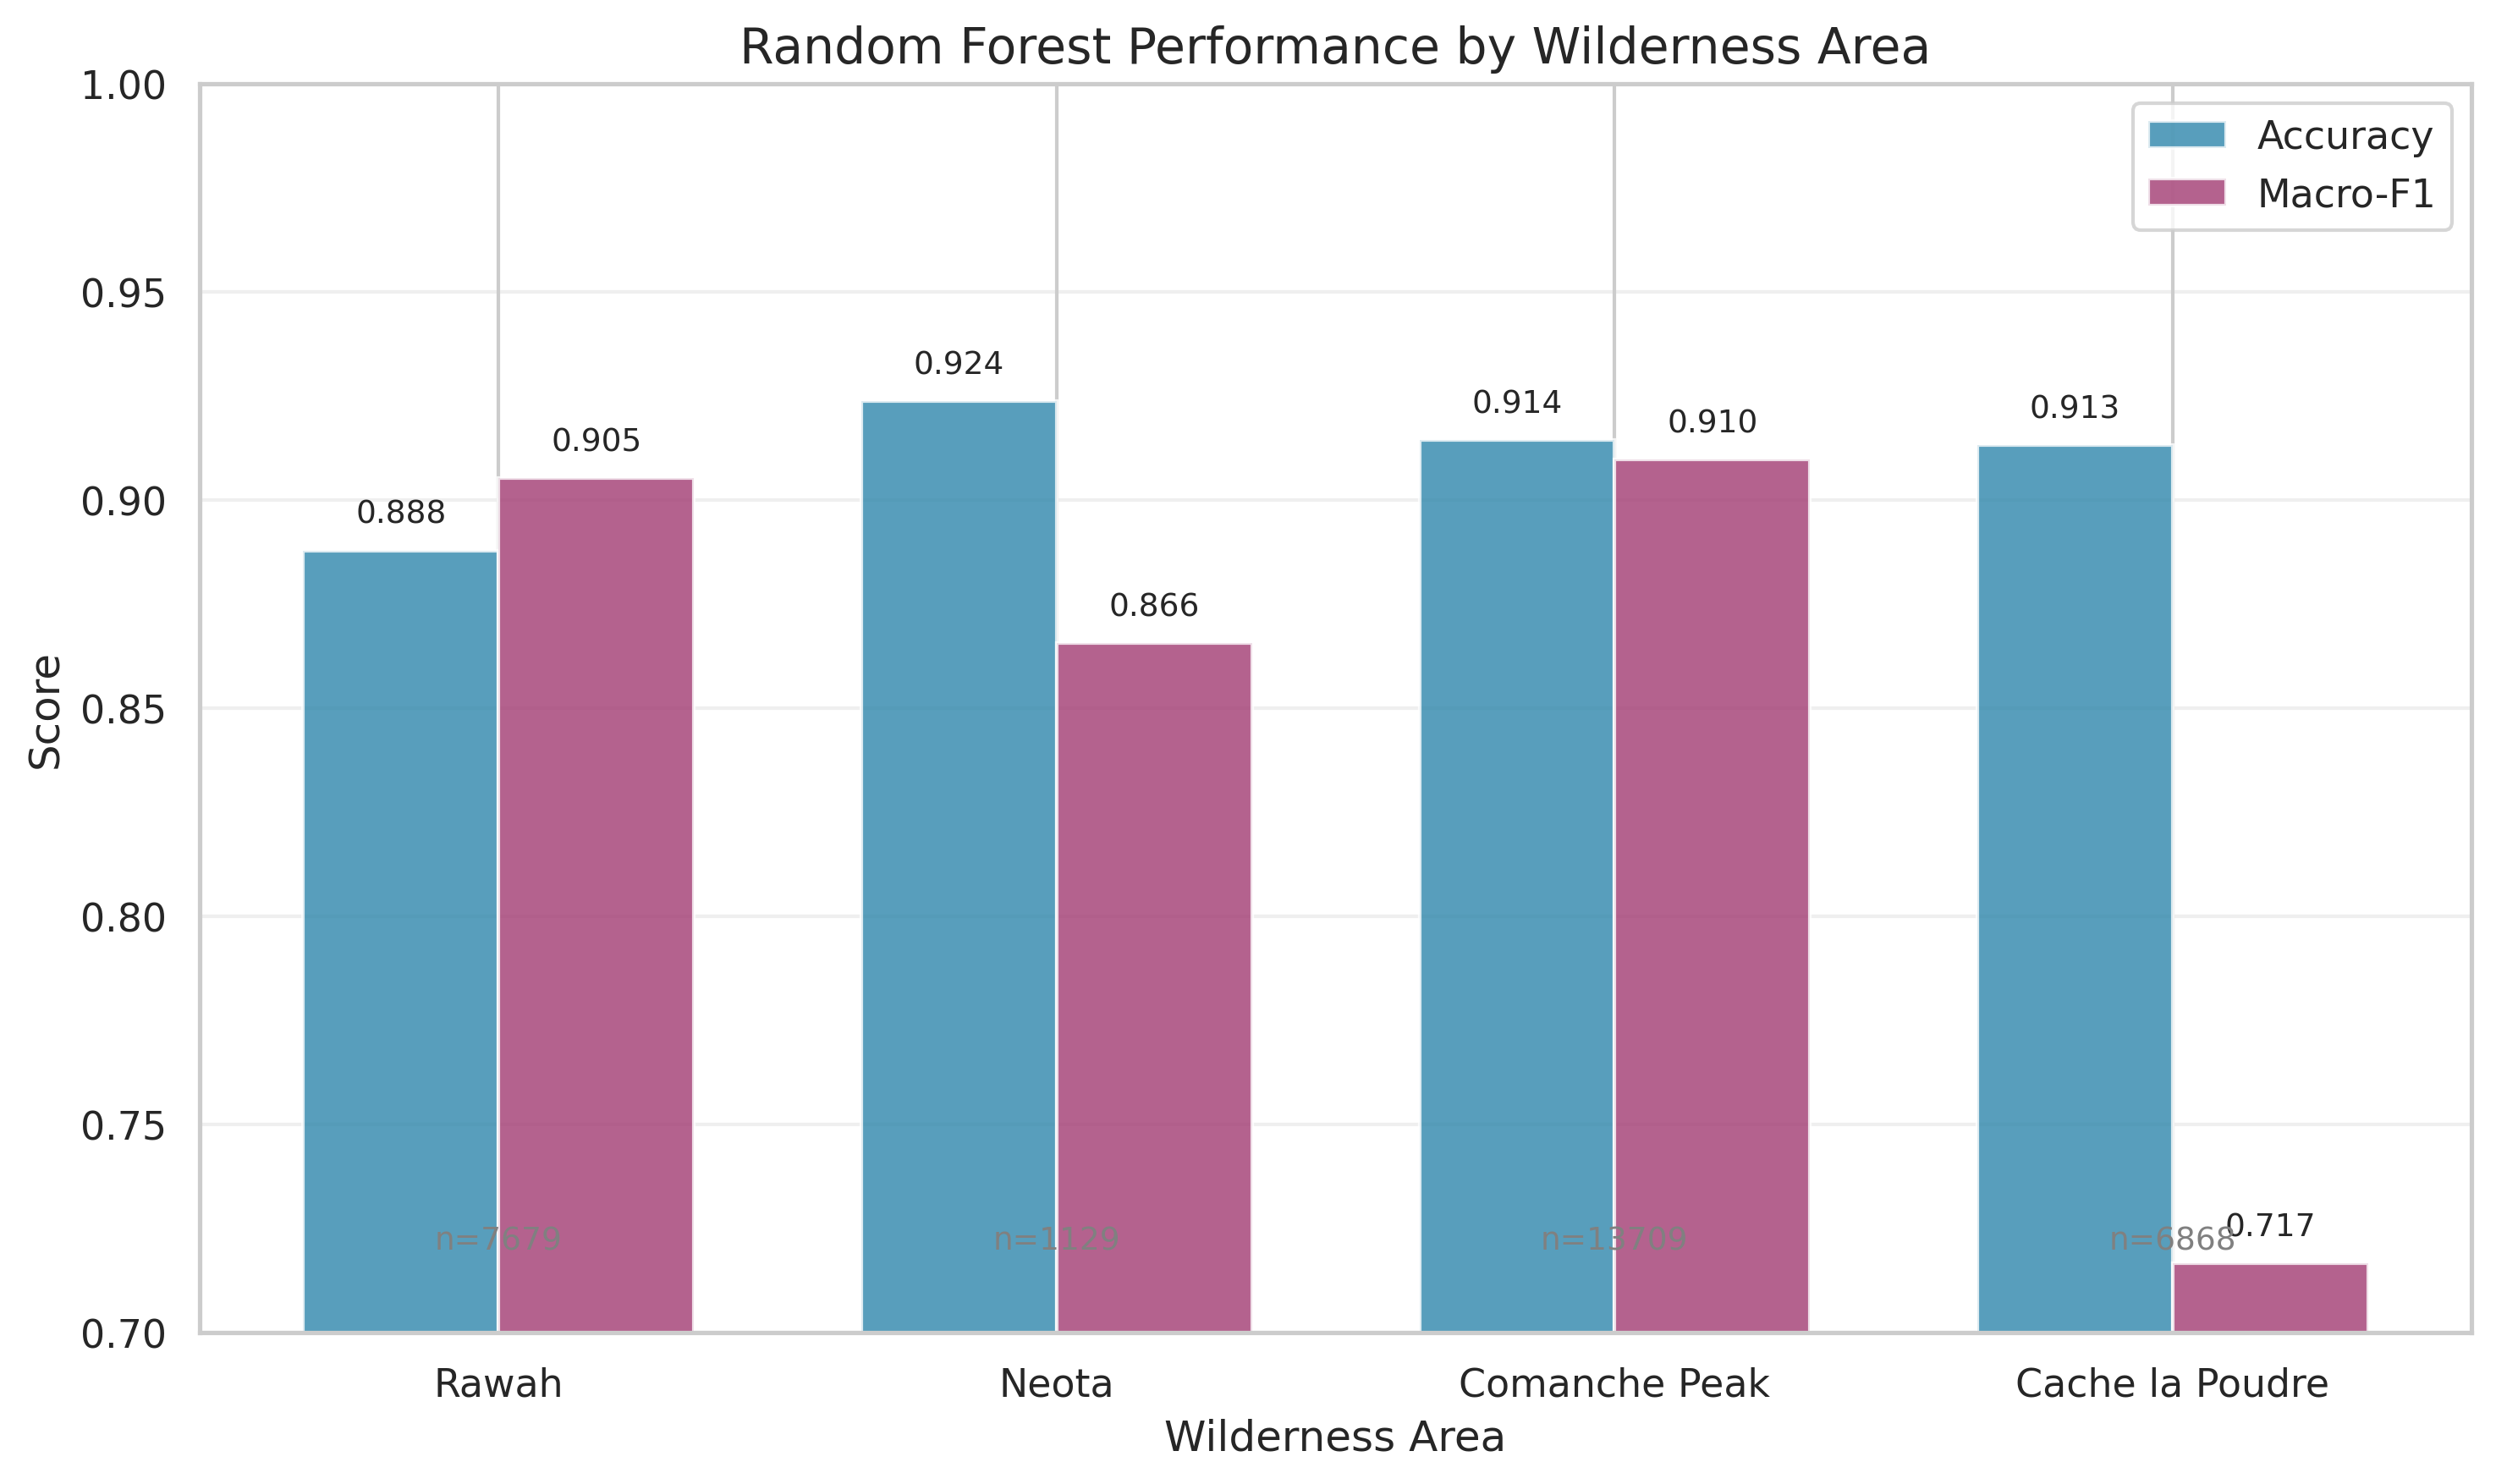 Random Forest Performance by Wilderness Area
1.00
0.95
0.90
0.85
0.80
0.75
0.70
Score
Accuracy
Macro-F1
0.888
0.905
0.924
0.866
0.914
0.910
0.913
0.717
n=7679
n=1129
n=13709
n=6868
Rawah
Neota
Comanche Peak
Cache la Poudre
Wilderness Area